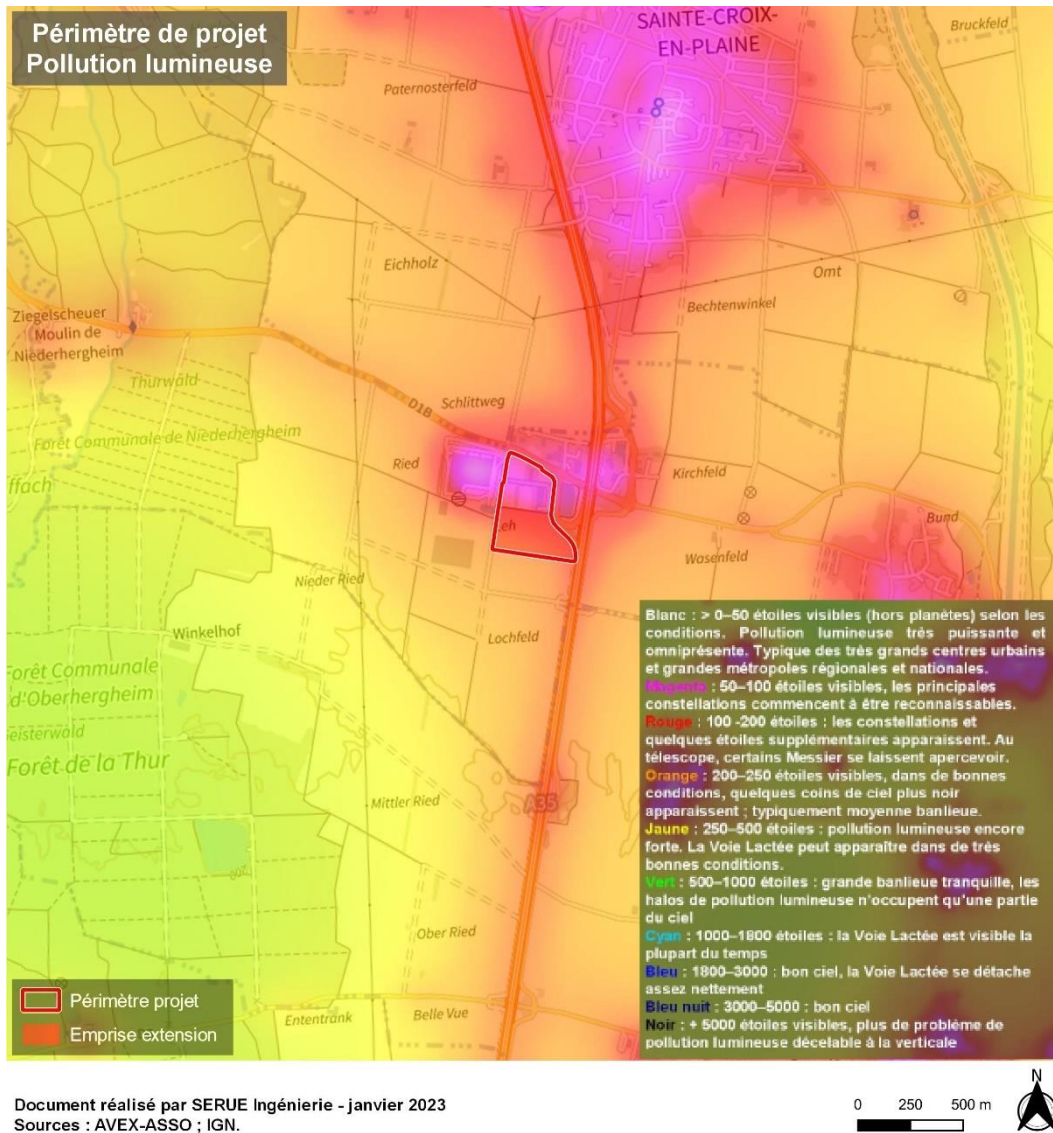 Périmètre de projet
Pollution lumineuse
SAINTE-CROIX-
EN-PLAINE
Bruckfeld
Paternosterfeld
Eichholz
Omt
Bechtenwinkel
Ziegelscheuer
Moulin de
Niederhergheim
Thurwald
Schlittweg
D1B
Forêt Communale de Niederhergheim
Ried
Kirchfeld
ffach
Leh
Bund
Wasenfeld
Nieder Ried
Winkelhof
Lochfeld
Forêt Communale
d'Oberhergheim
Geisterwald
Forêt de la Thur
Mittler Ried
A35
207
Ober Ried
Ententrank
Belle Vue
Blanc : > 0–50 étoiles visibles (hors planètes) selon les
conditions. Pollution lumineuse très puissante et
omniprésente. Typique des très grands centres urbains
et grandes métropoles régionales et nationales.
Magenta : 50–100 étoiles visibles, les principales
constellations commencent à être reconnaissables.
Rouge : 100 -200 étoiles : les constellations et
quelques étoiles supplémentaires apparaissent. Au
télescope, certains Messier se laissent apercevoir.
Orange : 200–250 étoiles visibles, dans de bonnes
conditions, quelques coins de ciel plus noir
apparaissent ; typiquement moyenne banlieue.
Jaune : 250–500 étoiles : pollution lumineuse encore
forte. La Voie Lactée peut apparaître dans de très
bonnes conditions.
Vert : 500–1000 étoiles : grande banlieue tranquille, les
halos de pollution lumineuse n'occupent qu'une partie
du ciel
Cyan : 1000–1800 étoiles : la Voie Lactée est visible la
plupart du temps
Bleu : 1800–3000 : bon ciel, la Voie Lactée se détache
assez nettement
Bleu nuit : 3000–5000 : bon ciel
Noir : + 5000 étoiles visibles, plus de problème de
pollution lumineuse décelable à la verticale
Périmètre projet
Emprise extension
Document réalisé par SERUE Ingénierie - janvier 2023
Sources : AVEX-ASSO ; IGN.
0 250 500 m
N